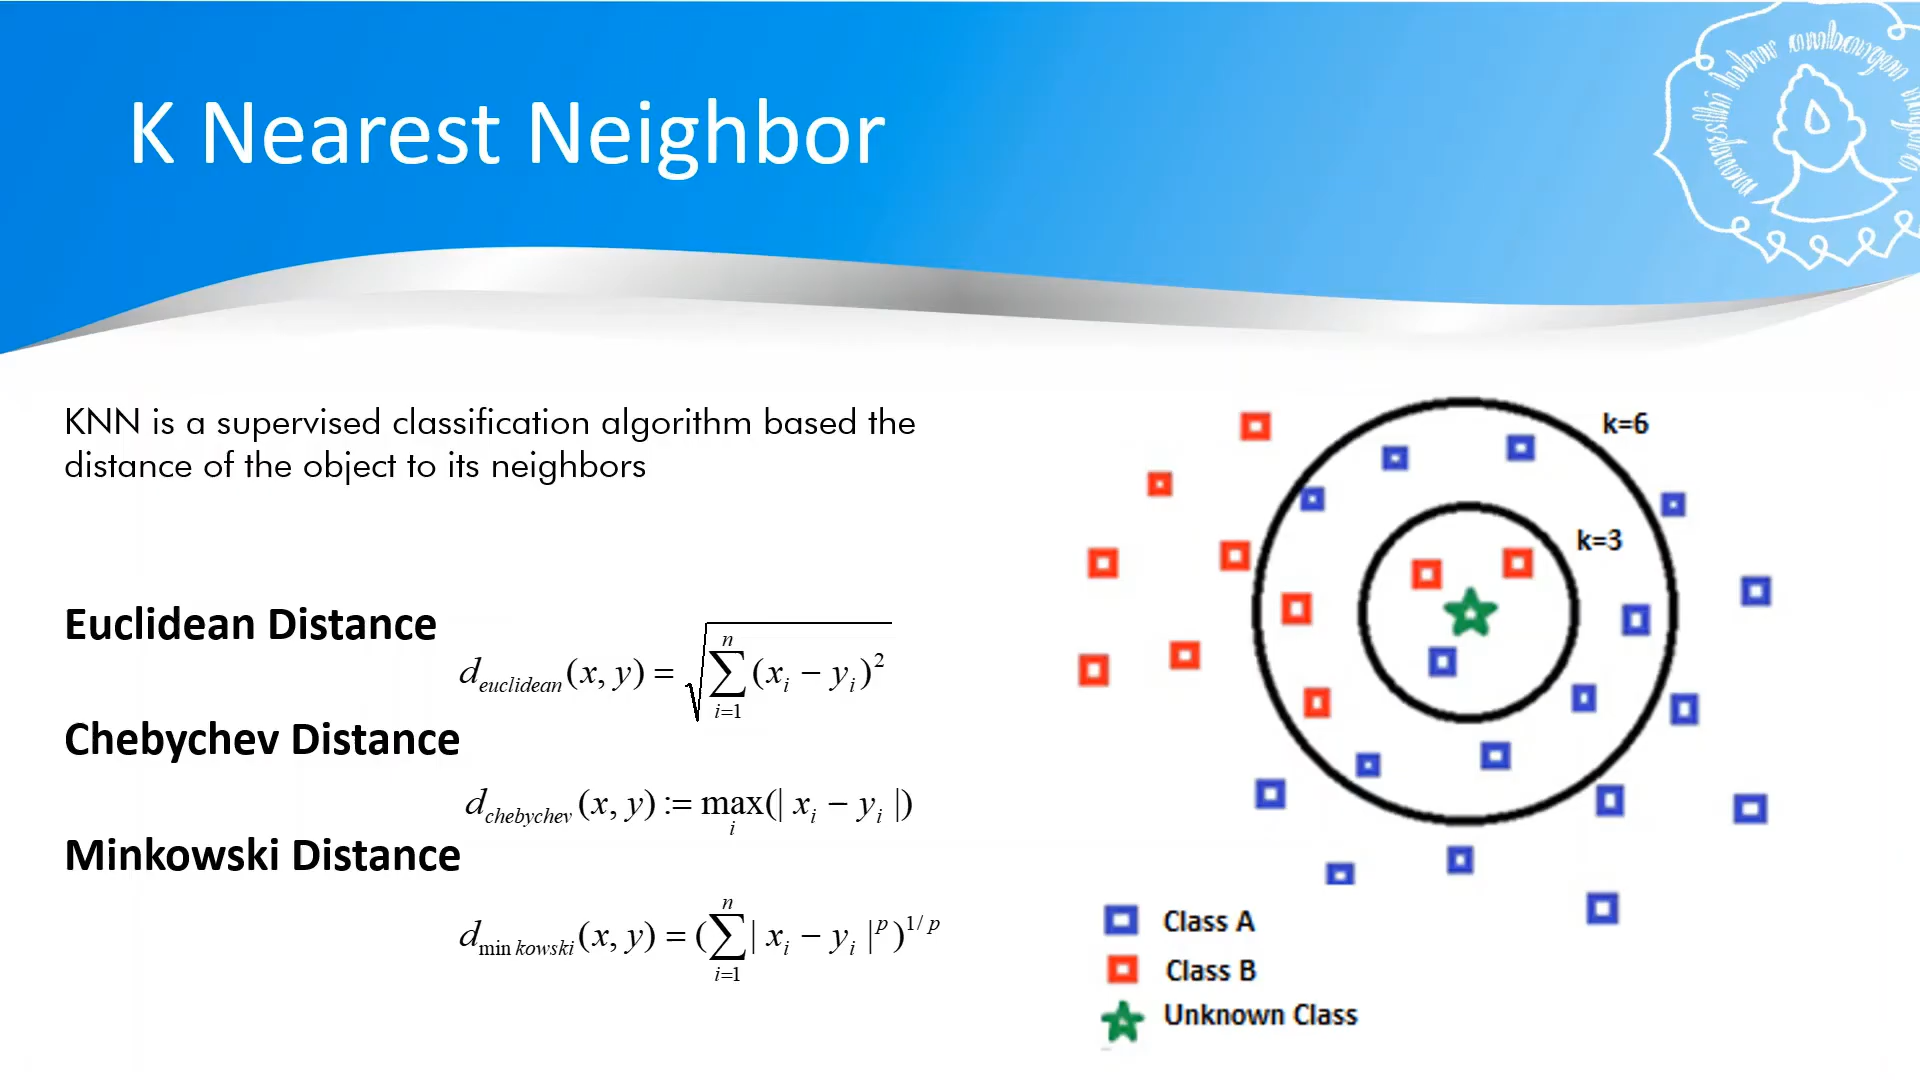 K Nearest Neighbor
KNN is a supervised classification algorithm based the
distance of the object to its neighbors
Euclidean Distance
d_euclidean(x, y) = √(∑_{i=1}^{n} (x_i − y_i)²)
Chebychev Distance
d_chebychev(x, y) := max_i(| x_i − y_i |)
Minkowski Distance
d_min kowski(x, y) = (∑_{i=1}^{n} | x_i − y_i |^p)^{1/p}
k=6
k=3
Class A
Class B
Unknown Class